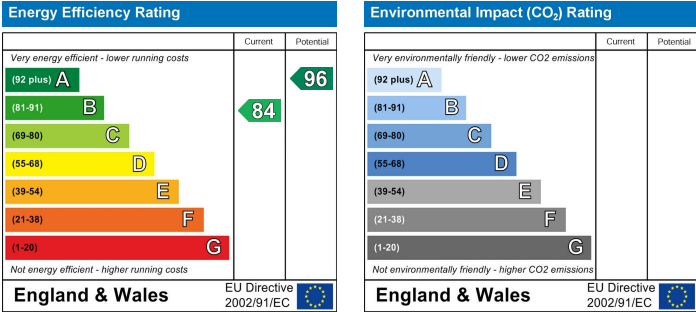 Energy Efficiency Rating
Current Potential
Very energy efficient - lower running costs
(92 plus) A
96
(81-91) B
84
(69-80) C
(55-68) D
(39-54) E
(21-38) F
(1-20) G
Not energy efficient - higher running costs
England & Wales
EU Directive
2002/91/EC
Environmental Impact (CO₂) Rating
Current Potential
Very environmentally friendly - lower CO2 emissions
(92 plus) A
(81-91) B
(69-80) C
(55-68) D
(39-54) E
(21-38) F
(1-20) G
Not environmentally friendly - higher CO2 emissions
England & Wales
EU Directive
2002/91/EC